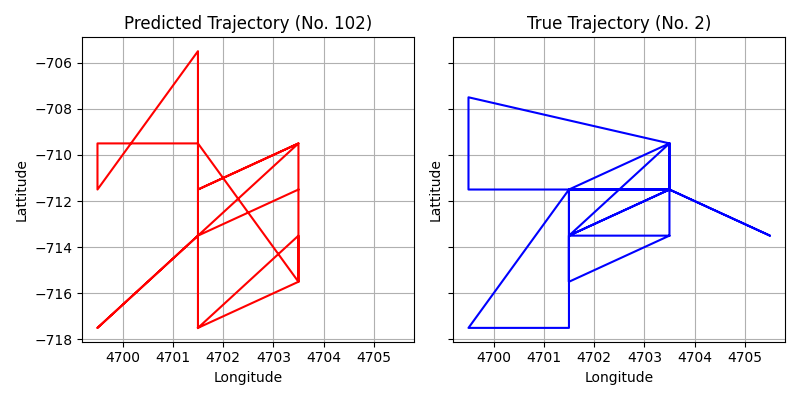 Predicted Trajectory (No. 102)
True Trajectory (No. 2)
Lattitude
−706
−708
−710
−712
−714
−716
−718
4700 4701 4702 4703 4704 4705
Longitude
Lattitude
4700 4701 4702 4703 4704 4705
Longitude